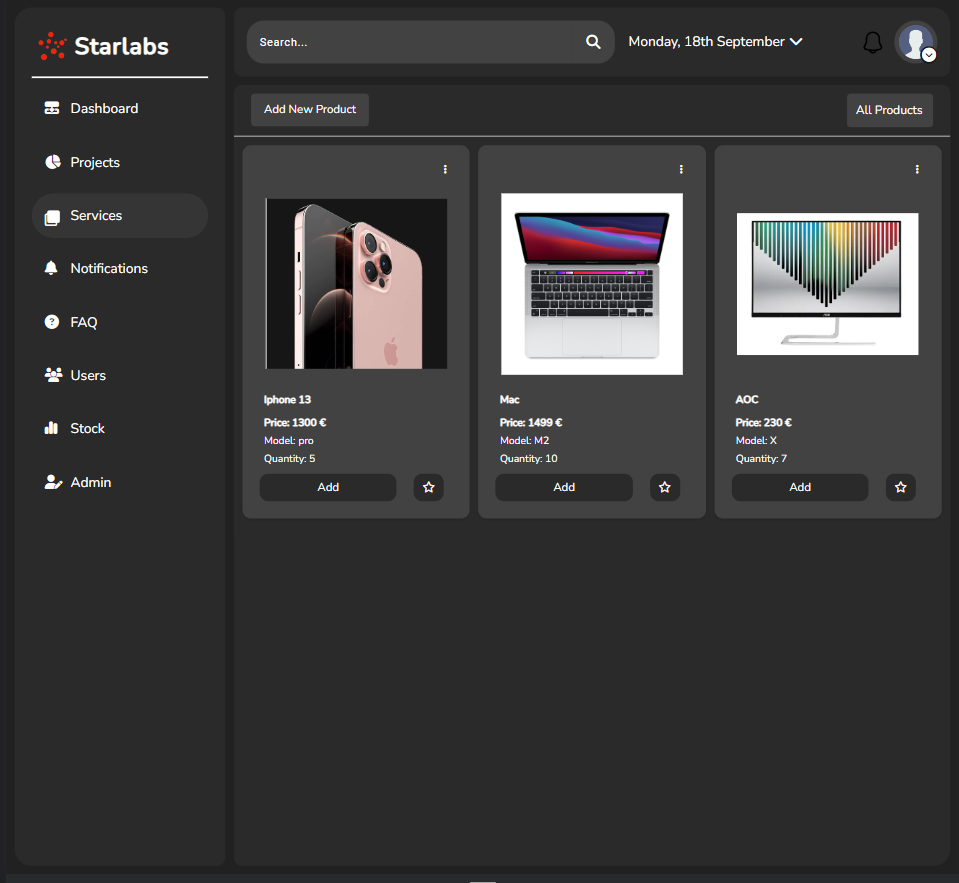 Starlabs
Dashboard
Projects
Services
Notifications
FAQ
Users
Stock
Admin
Search...
Monday, 18th September
Add New Product
All Products
Iphone 13
Price: 1300 €
Model: pro
Quantity: 5
Add
Mac
Price: 1499 €
Model: M2
Quantity: 10
Add
AOC
Price: 230 €
Model: X
Quantity: 7
Add